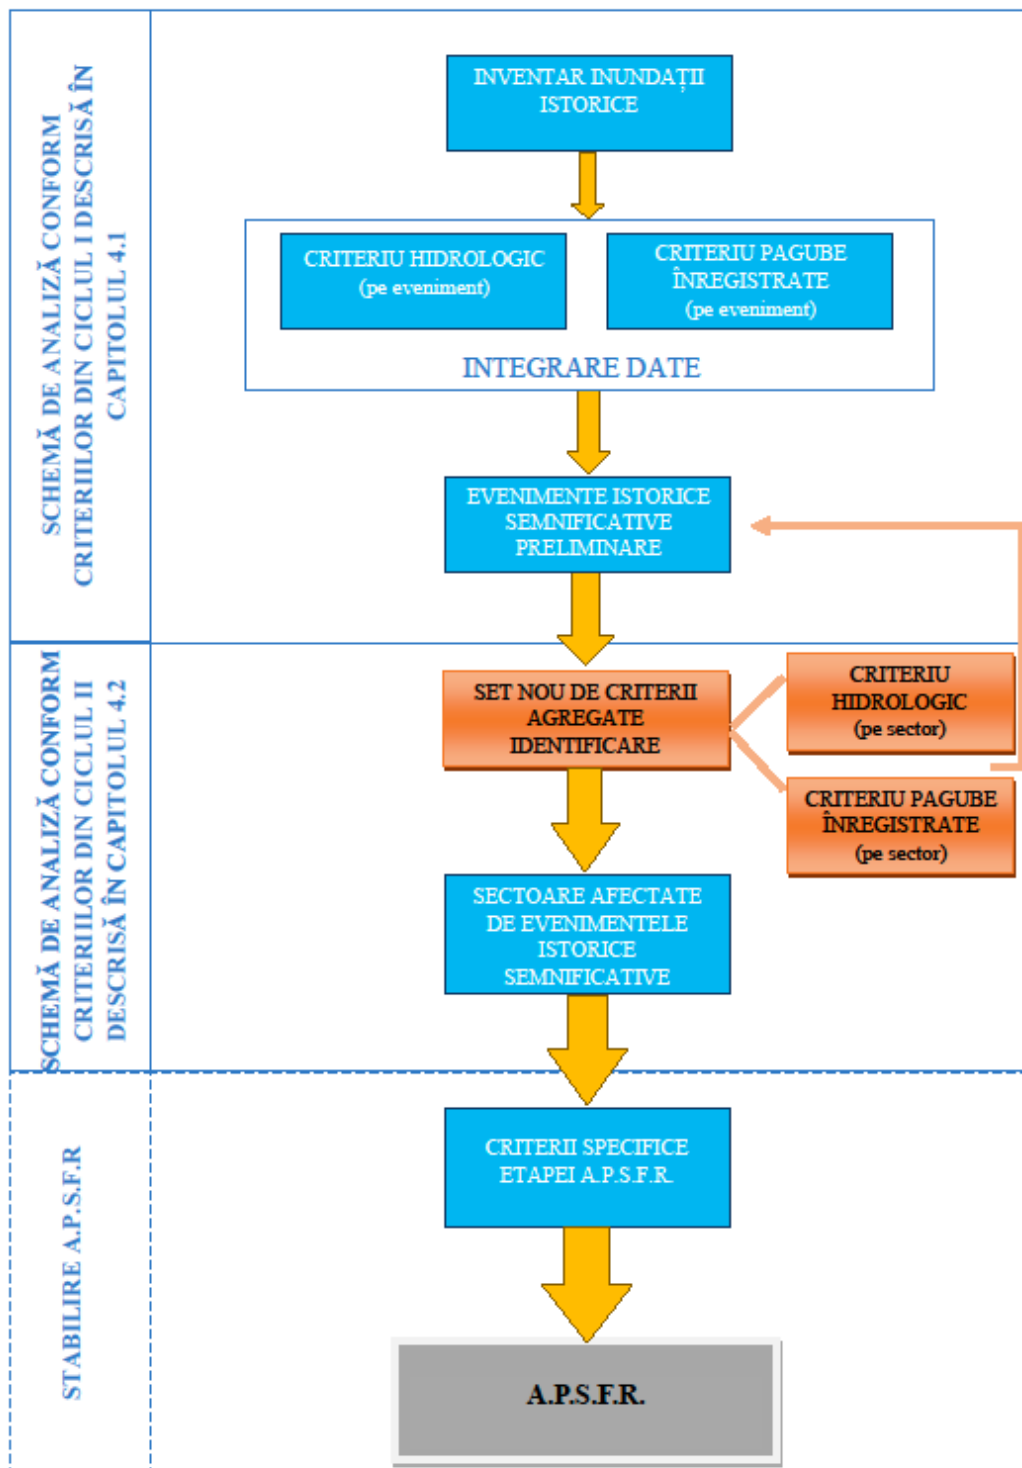 SCHEMĂ DE ANALIZĂ CONFORM
CRITERIILOR DIN CICLUL I DESCRISĂ ÎN
CAPITOLUL 4.1
INVENTAR INUNDAȚII
ISTORICE
CRITERIU HIDROLOGIC
(pe eveniment)
CRITERIU PAGUBE
ÎNREGISTRATE
(pe eveniment)
INTEGRARE DATE
EVENIMENTE ISTORICE
SEMNIFICATIVE
PRELIMINARE
SCHEMĂ DE ANALIZĂ CONFORM
CRITERIILOR DIN CICLUL II
DESCRISĂ ÎN CAPITOLUL 4.2
SET NOU DE CRITERII
AGREGATE
IDENTIFICARE
CRITERIU
HIDROLOGIC
(pe sector)
CRITERIU PAGUBE
ÎNREGISTRATE
(pe sector)
SECTOARE AFECTATE
DE EVENIMENTELE
ISTORICE
SEMNIFICATIVE
STABILIRE A.P.S.F.R
CRITERII SPECIFICE
ETAPEI A.P.S.F.R.
A.P.S.F.R.